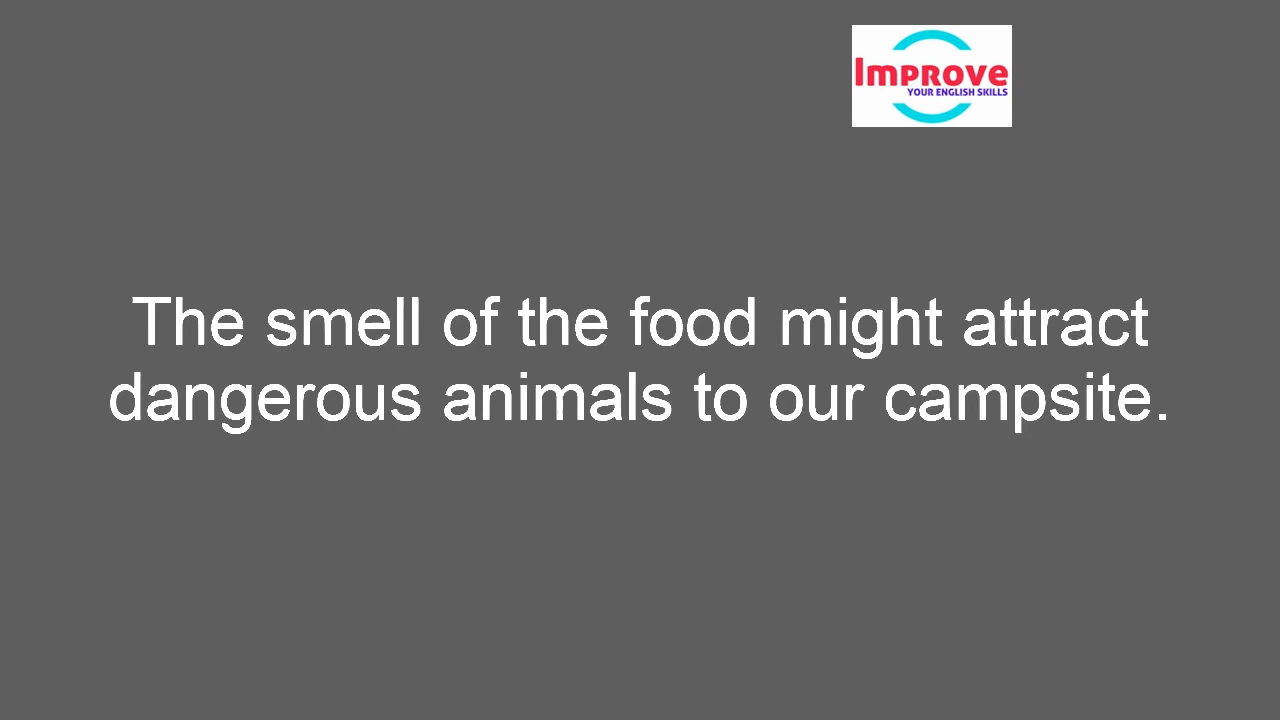 Improve
YOUR ENGLISH SKILLS
The smell of the food might attract
dangerous animals to our campsite.